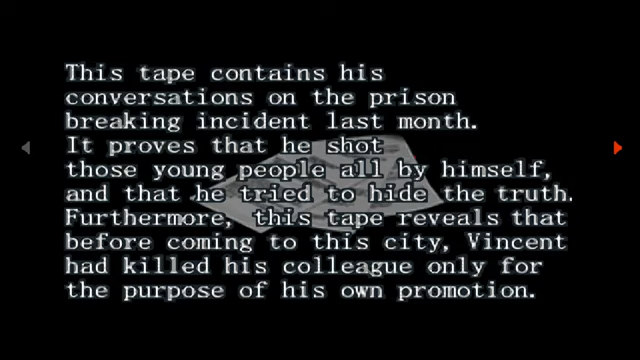 This tape contains his
conversations on the prison
breaking incident last month.
It proves that he shot
those young people all by himself,
and that he tried to hide the truth.
Furthermore, this tape reveals that
before coming to this city, Vincent
had killed his colleague only for
the purpose of his own promotion.